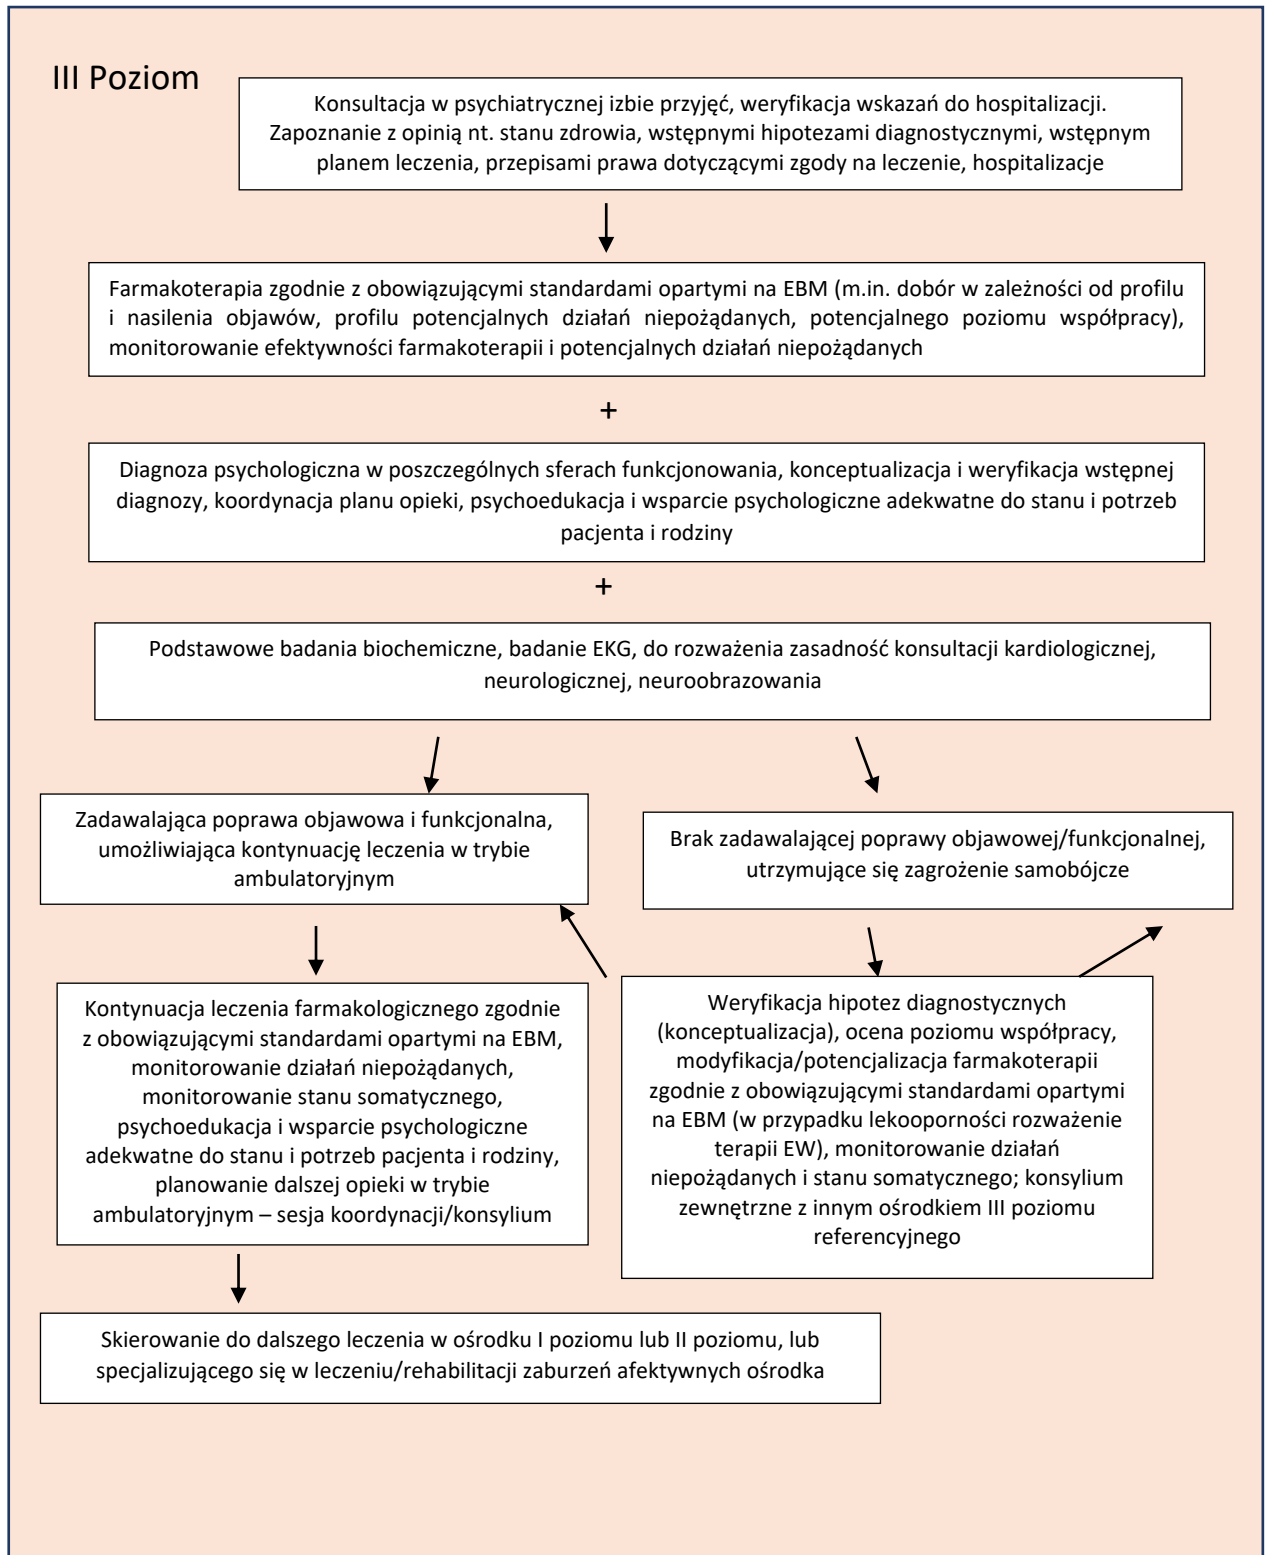 III Poziom
Konsultacja w psychiatrycznej izbie przyjęć, weryfikacja wskazań do hospitalizacji.
Zapoznanie z opinią nt. stanu zdrowia, wstępnymi hipotezami diagnostycznymi, wstępnym
planem leczenia, przepisami prawa dotyczącymi zgody na leczenie, hospitalizacje
Farmakoterapia zgodnie z obowiązującymi standardami opartymi na EBM (m.in. dobór w zależności od profilu
i nasilenia objawów, profilu potencjalnych działań niepożądanych, potencjalnego poziomu współpracy),
monitorowanie efektywności farmakoterapii i potencjalnych działań niepożądanych
+
Diagnoza psychologiczna w poszczególnych sferach funkcjonowania, konceptualizacja i weryfikacja wstępnej
diagnozy, koordynacja planu opieki, psychoedukacja i wsparcie psychologiczne adekwatne do stanu i potrzeb
pacjenta i rodziny
+
Podstawowe badania biochemiczne, badanie EKG, do rozważenia zasadność konsultacji kardiologicznej,
neurologicznej, neuroobrazowania
Zadawalająca poprawa objawowa i funkcjonalna,
umożliwiająca kontynuację leczenia w trybie
ambulatoryjnym
Brak zadawalającej poprawy objawowej/funkcjonalnej,
utrzymujące się zagrożenie samobójcze
Kontynuacja leczenia farmakologicznego zgodnie
z obowiązującymi standardami opartymi na EBM,
monitorowanie działań niepożądanych,
monitorowanie stanu somatycznego,
psychoedukacja i wsparcie psychologiczne
adekwatne do stanu i potrzeb pacjenta i rodziny,
planowanie dalszej opieki w trybie
ambulatoryjnym – sesja koordynacji/konsylium
Weryfikacja hipotez diagnostycznych
(konceptualizacja), ocena poziomu współpracy,
modyfikacja/potencjalizacja farmakoterapii
zgodnie z obowiązującymi standardami opartymi
na EBM (w przypadku lekooporności rozważenie
terapii EW), monitorowanie działań
niepożądanych i stanu somatycznego; konsylium
zewnętrzne z innym ośrodkiem III poziomu
referencyjnego
Skierowanie do dalszego leczenia w ośrodku I poziomu lub II poziomu, lub
specjalizującego się w leczeniu/rehabilitacji zaburzeń afektywnych ośrodka